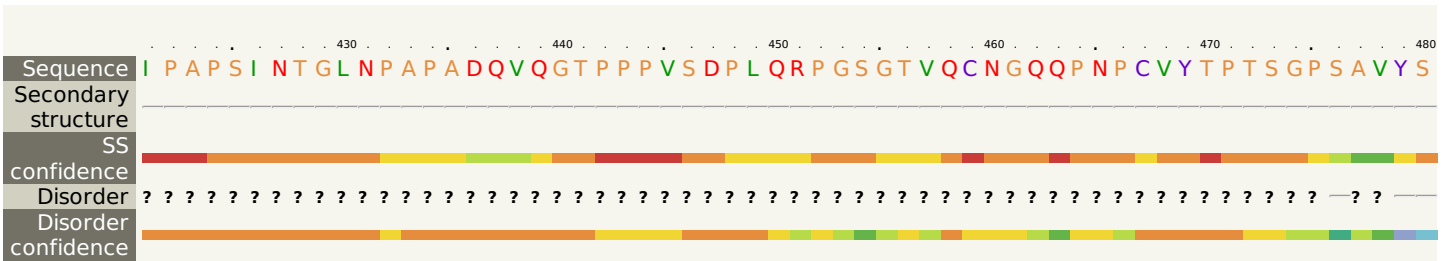 430 440 450 460 470 480
Sequence I P A P S I N T G L N P A P A D Q V Q G T P P P V S D P L Q R P G S G T V Q C N G Q Q P N P C V Y T P T S G P S A V Y S
Secondary
structure
SS
confidence
Disorder ? ? ? ? ? ? ? ? ? ? ? ? ? ? ? ? ? ? ? ? ? ? ? ? ? ? ? ? ? ? ? ? ? ? ? ? ? ? ? ? ? ? ? ? ? ? ? ? ? ? ? ? ? ? ? ? ?
Disorder
confidence